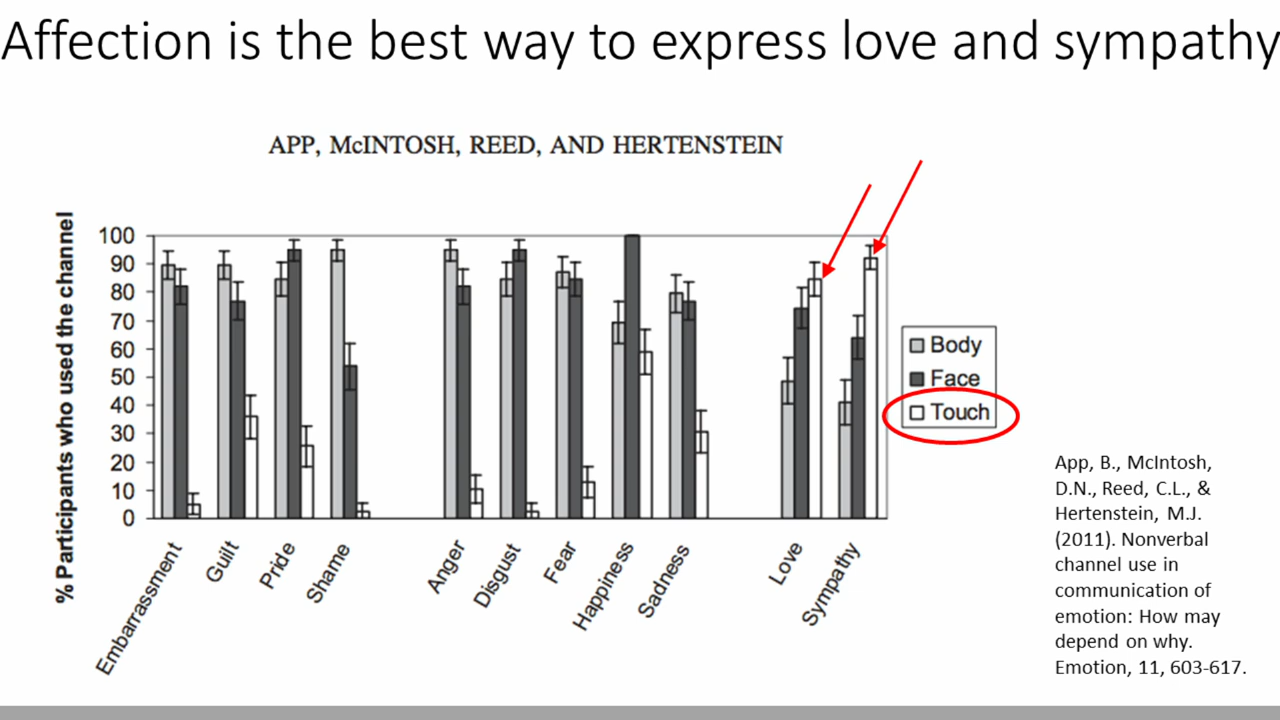 Affection is the best way to express love and sympathy
APP, McINTOSH, REED, AND HERTENSTEIN
% Participants who used the channel
100
90
80
70
60
50
40
30
20
10
0
Embarrassment
Guilt
Pride
Shame
Anger
Disgust
Fear
Happiness
Sadness
Love
Sympathy
Body
Face
Touch
App, B., McIntosh,
D.N., Reed, C.L., &
Hertenstein, M.J.
(2011). Nonverbal
channel use in
communication of
emotion: How may
depend on why.
Emotion, 11, 603-617.